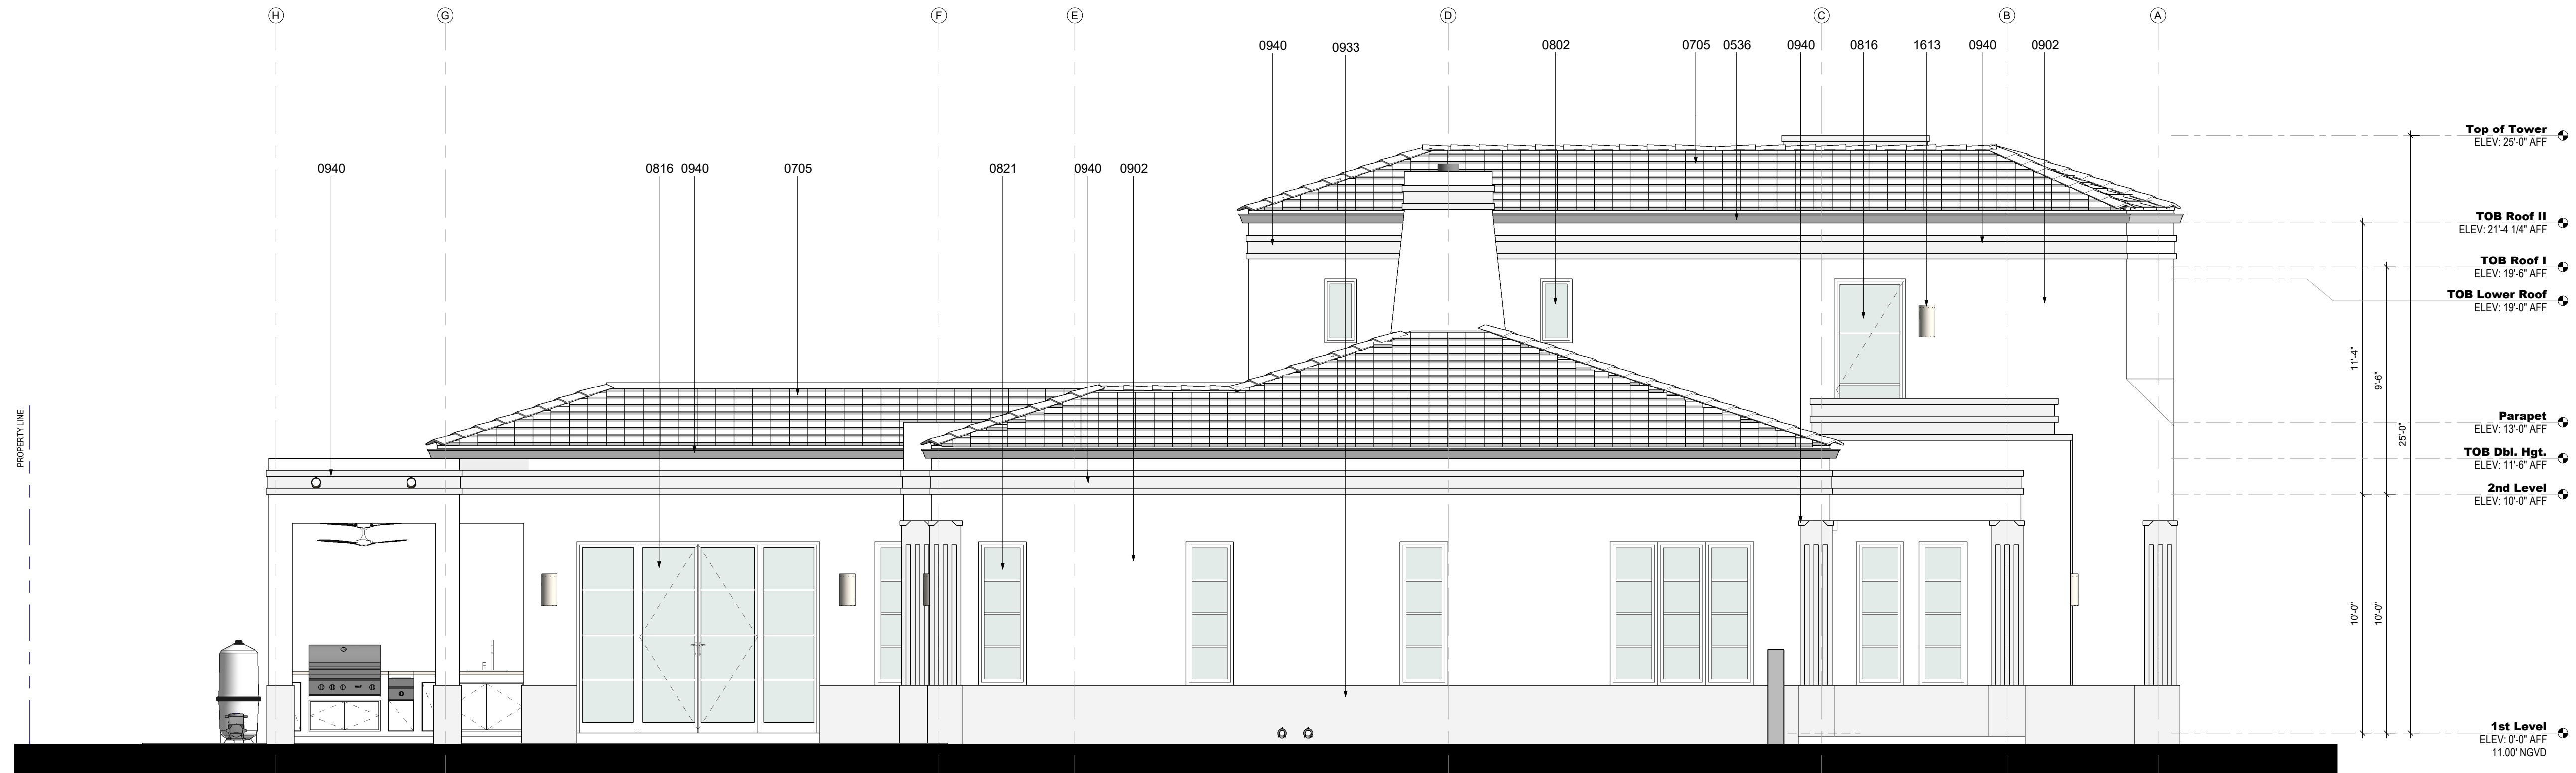 H G F E D C B A
0940 0933 0802 0705 0536 0940 0816 1613 0940 0902
0940 0816 0940 0705 0821 0940 0902
Top of Tower
ELEV: 25'-0" AFF
TOB Roof II
ELEV: 21'-4 1/4" AFF
TOB Roof I
ELEV: 19'-6" AFF
TOB Lower Roof
ELEV: 19'-0" AFF
Parapet
ELEV: 13'-0" AFF
TOB Dbl. Hgt.
ELEV: 11'-6" AFF
2nd Level
ELEV: 10'-0" AFF
1st Level
ELEV: 0'-0" AFF
11.00' NGVD
11'-4"
9'-6"
25'-0"
10'-0"
10'-0"
PROPERTY LINE